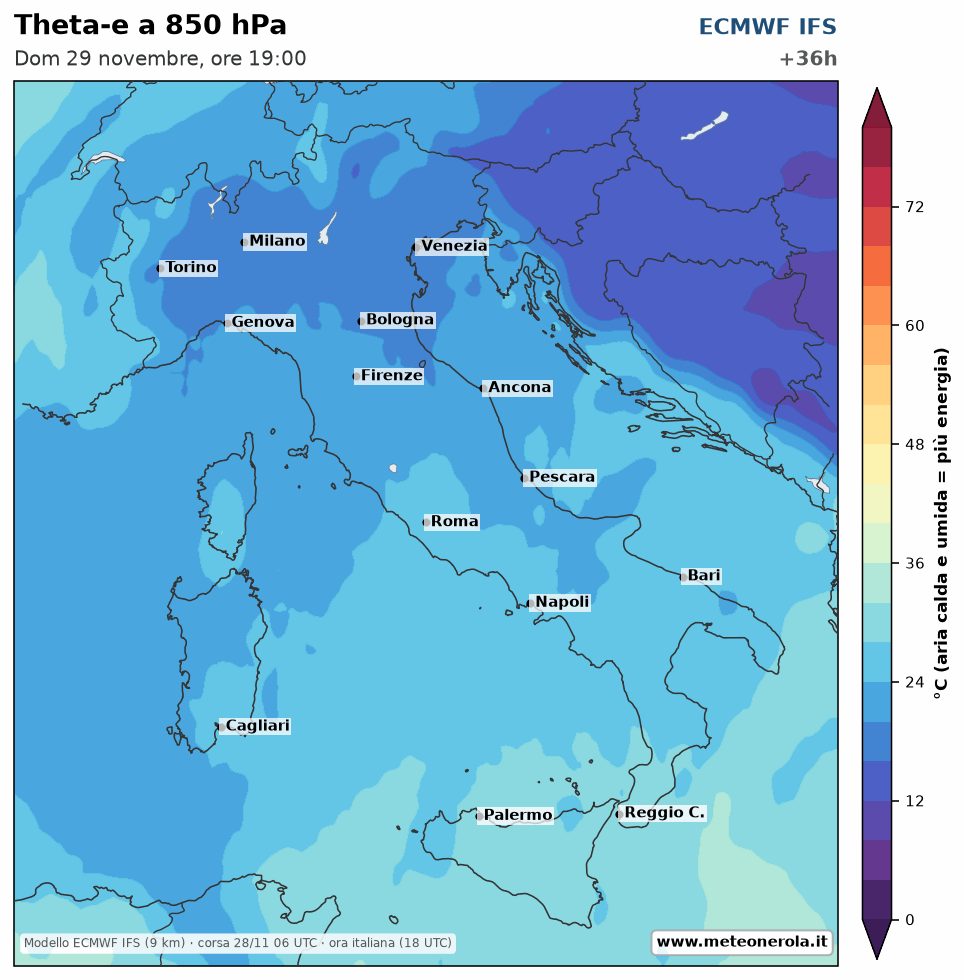 Theta-e a 850 hPa
ECMWF IFS
Dom 29 novembre, ore 19:00
+36h
Milano
Venezia
Torino
Genova
Bologna
Firenze
Ancona
Pescara
Roma
Bari
Napoli
Cagliari
Palermo
Reggio C.
72
60
48
36
24
12
0
°C (aria calda e umida = più energia)
Modello ECMWF IFS (9 km) · corsa 28/11 06 UTC · ora italiana (18 UTC)
www.meteonerola.it